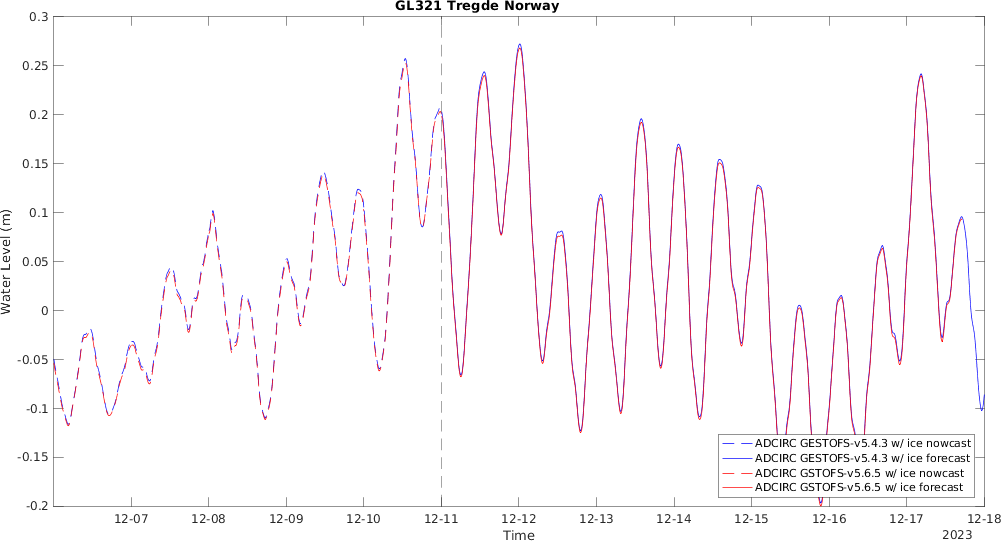 GL321 Tregde Norway
0.3
0.25
0.2
0.15
0.1
0.05
0
-0.05
-0.1
-0.15
-0.2
Water Level (m)
ADCIRC GESTOFS-v5.4.3 w/ ice nowcast
ADCIRC GESTOFS-v5.4.3 w/ ice forecast
ADCIRC GSTOFS-v5.6.5 w/ ice nowcast
ADCIRC GSTOFS-v5.6.5 w/ ice forecast
12-07 12-08 12-09 12-10 12-11 12-12 12-13 12-14 12-15 12-16 12-17 12-18
Time
2023